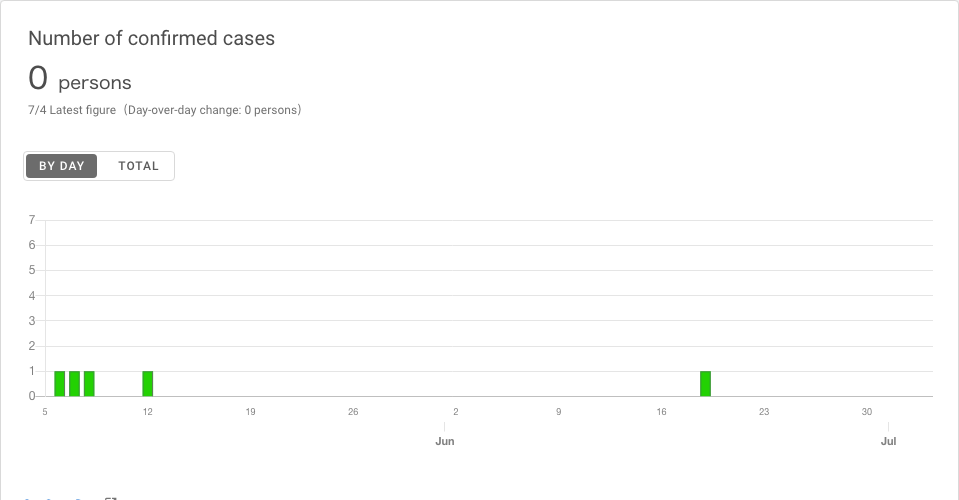 Number of confirmed cases
0 persons
7/4 Latest figure（Day-over-day change: 0 persons）
BY DAY TOTAL
7
6
5
4
3
2
1
0
5 12 19 26 2 9 16 23 30
Jun Jul